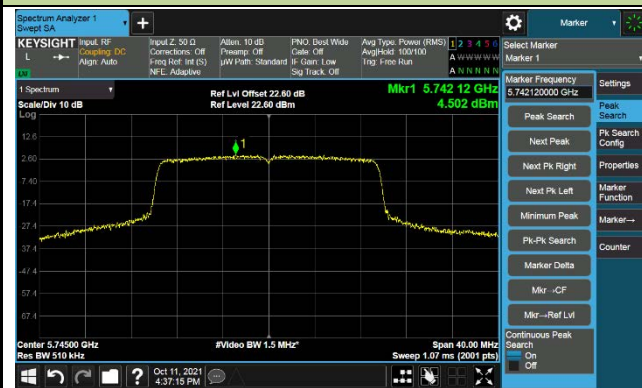 Spectrum Analyzer 1
Swept SA
Marker
KEYSIGHT
L
Input: RF
Coupling: DC
Align: Auto
Input Z: 50 Ω
Corrections: Off
Freq Ref: Int (S)
NFE: Adaptive
Atten: 10 dB
Preamp: Off
µW Path: Standard
PNO: Best Wide
Gate: Off
IF Gain: Low
Sig Track: Off
Avg Type: Power (RMS)
Avg|Hold: 100/100
Trig: Free Run
1 2 3 4 5 6
A W W W W W
A N N N N N
Select Marker
Marker 1
1 Spectrum
Scale/Div 10 dB
Log
Ref Lvl Offset 22.60 dB
Ref Level 22.60 dBm
Mkr1 5.742 12 GHz
4.502 dBm
12.6
2.60
-7.40
-17.4
-27.4
-37.4
-47.4
-57.4
-67.4
1
Center 5.74500 GHz
Res BW 510 kHz
#Video BW 1.5 MHz*
Span 40.00 MHz
Sweep 1.07 ms (2001 pts)
Marker Frequency
5.742120000 GHz
Peak Search
Next Peak
Next Pk Right
Next Pk Left
Minimum Peak
Pk-Pk Search
Marker Delta
Mkr→CF
Mkr→Ref Lvl
Continuous Peak
Search
On
Off
Settings
Peak
Search
Pk Search
Config
Properties
Marker
Function
Marker→
Counter
Oct 11, 2021
4:37:15 PM